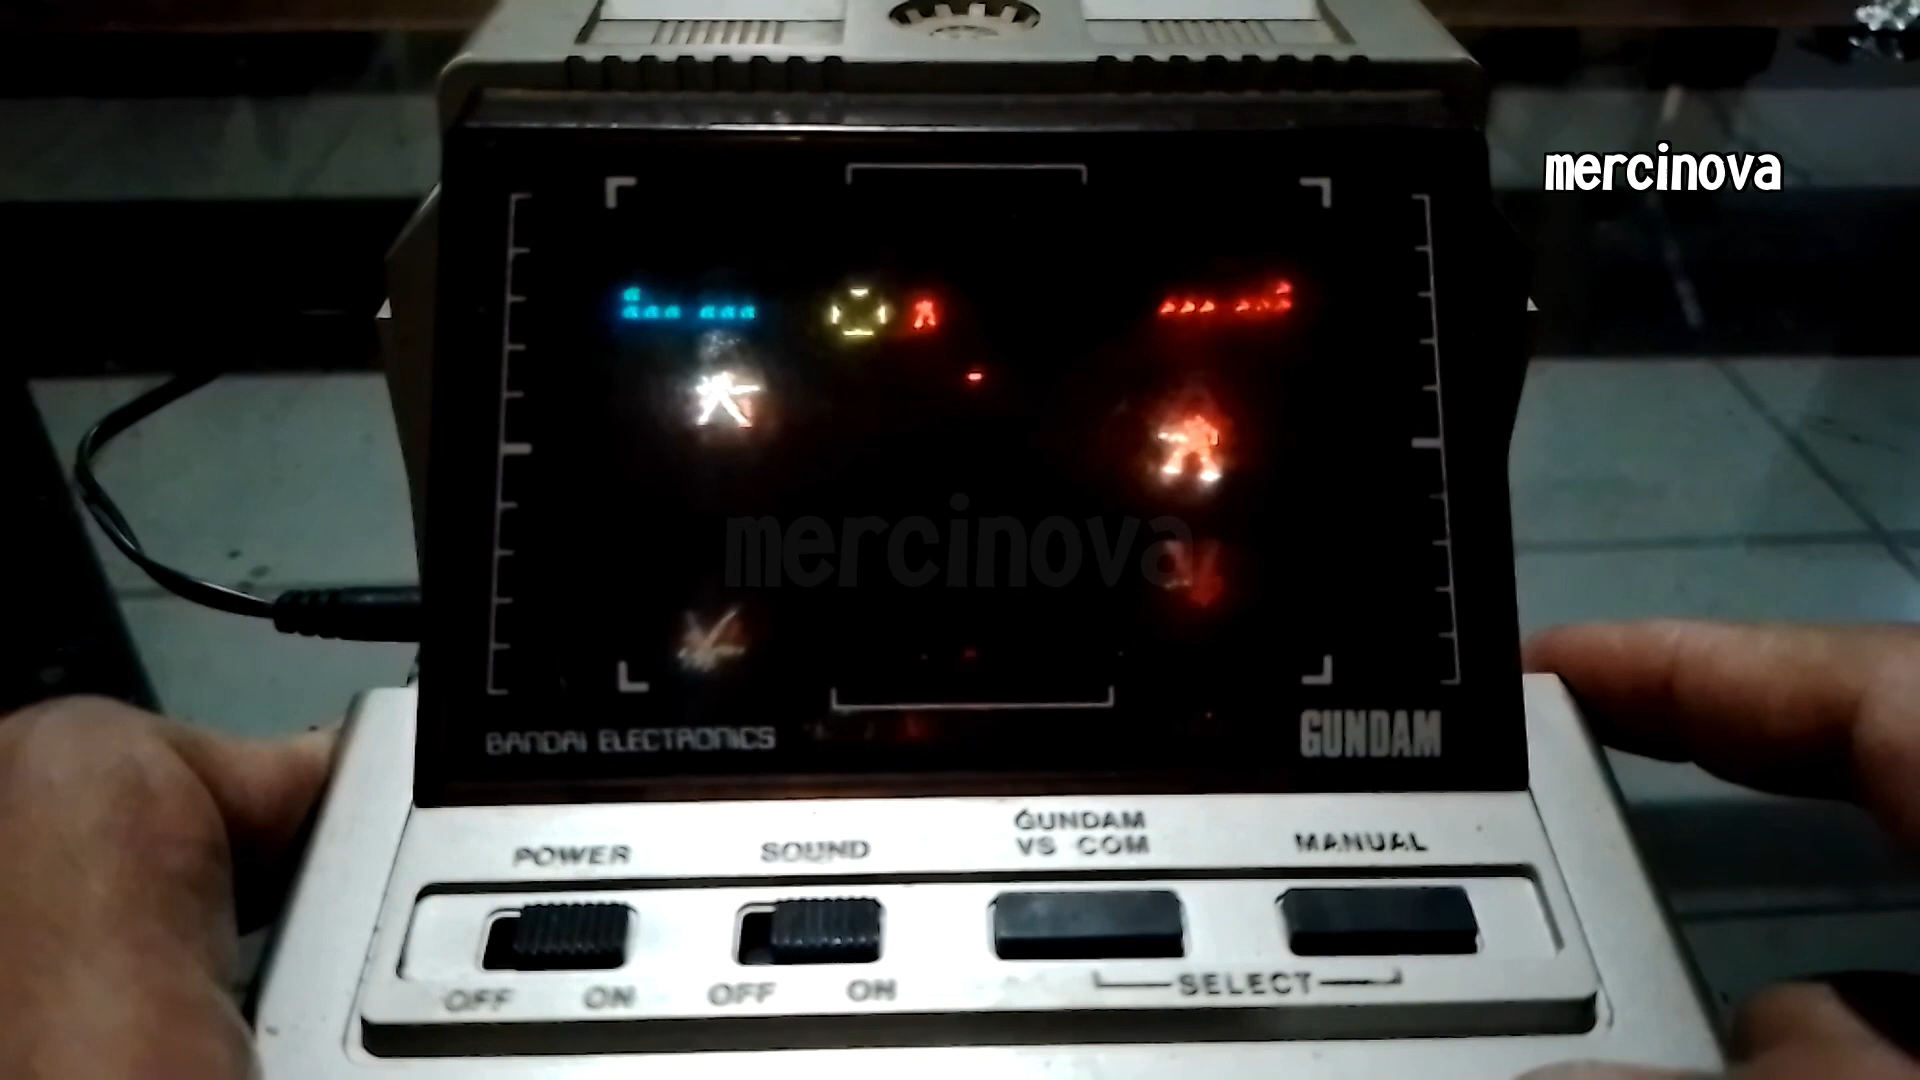 mercinova
mercinova
BANDAI ELECTRONICS
GUNDAM
POWER
SOUND
GUNDAM
VS COM
MANUAL
OFF
ON
OFF
ON
SELECT